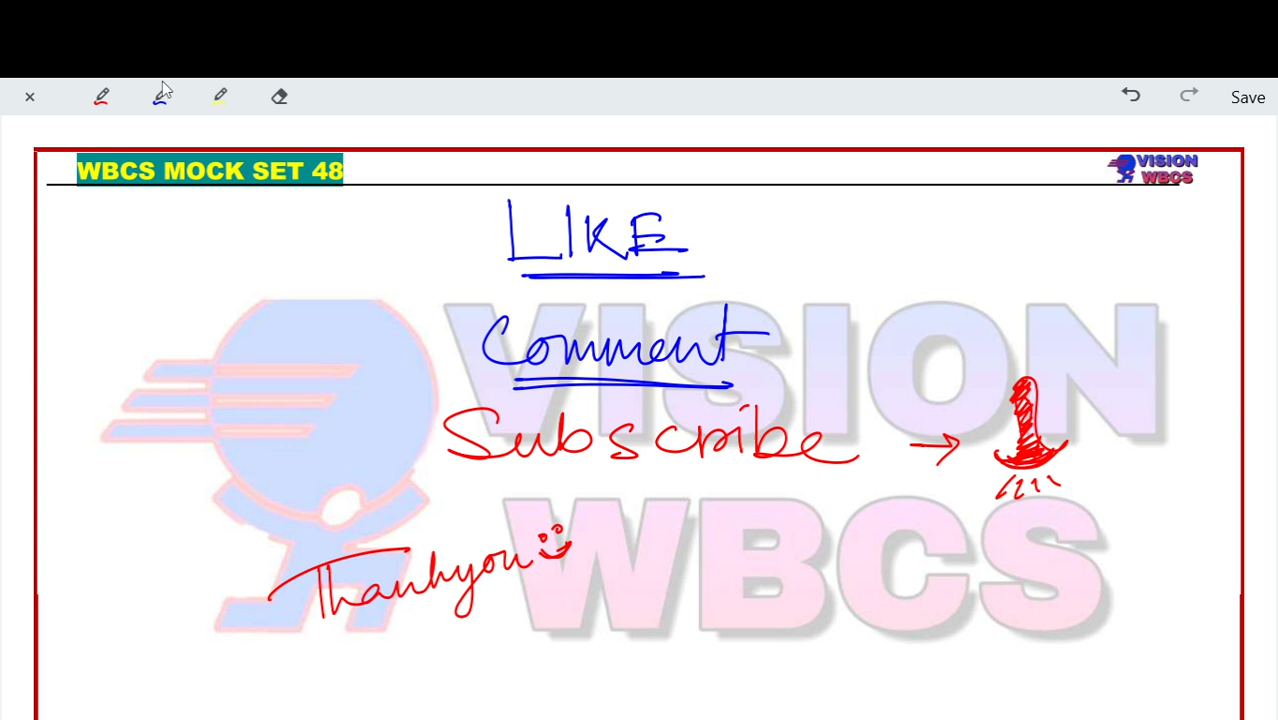 Save
WBCS MOCK SET 48
VISION
WBCS
LIKE
Comment
Subscribe →
Thankyou
VISION
WBCS